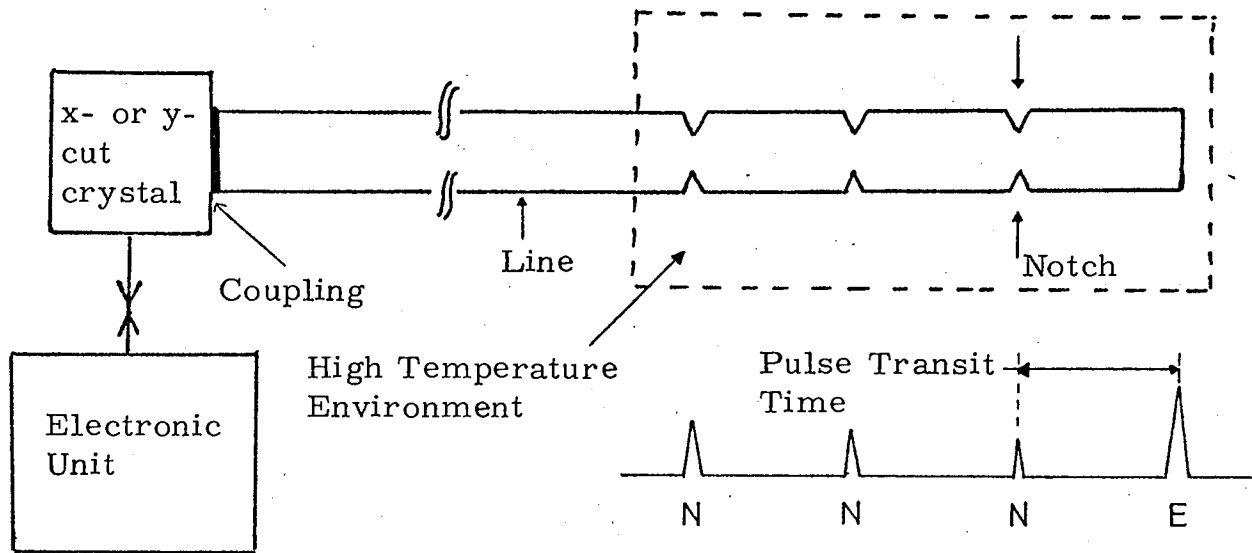 x- or y-
cut
crystal
Coupling
Line
Notch
High Temperature
Environment
Pulse Transit
Time
Electronic
Unit
N N N E